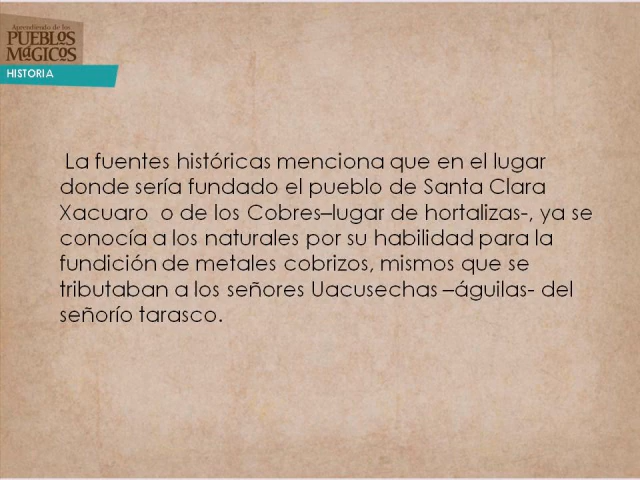 Aprendiendo de los
PUEBLOS
MáGICOS
HISTORIA
La fuentes históricas menciona que en el lugar
donde sería fundado el pueblo de Santa Clara
Xacuaro o de los Cobres–lugar de hortalizas-, ya se
conocía a los naturales por su habilidad para la
fundición de metales cobrizos, mismos que se
tributaban a los señores Uacusechas –águilas- del
señorío tarasco.